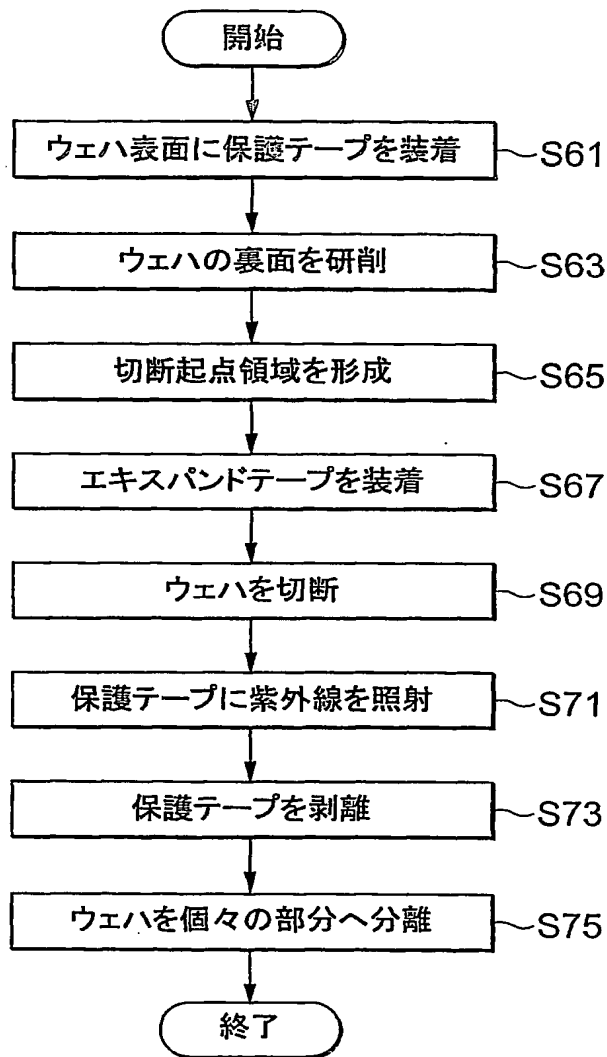 開始
ウェハ表面に保護テープを装着 S61
ウェハの裏面を研削 S63
切断起点領域を形成 S65
エキスパンドテープを装着 S67
ウェハを切断 S69
保護テープに紫外線を照射 S71
保護テープを剥離 S73
ウェハを個々の部分へ分離 S75
終了